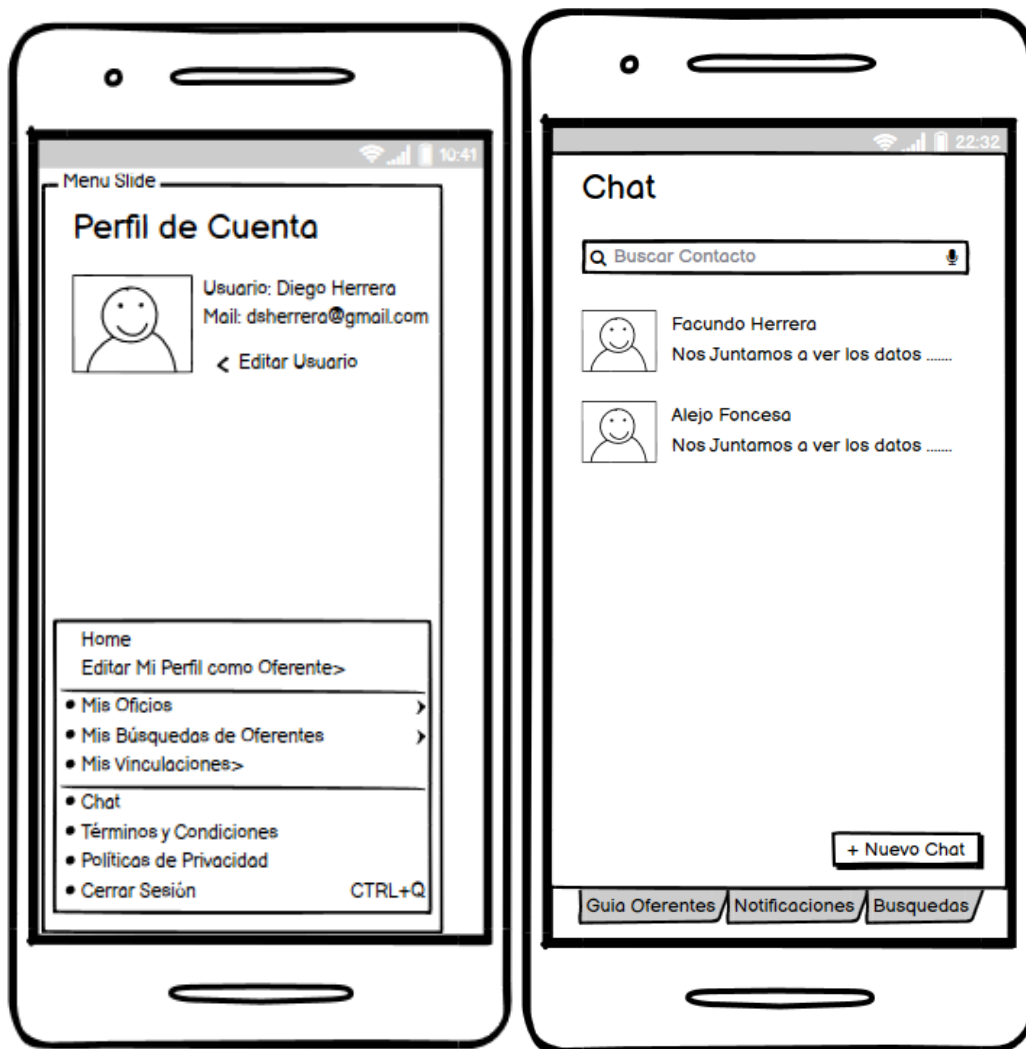 10:41
Menu Slide
Perfil de Cuenta
Usuario: Diego Herrera
Mail: dsherrera@gmail.com
< Editar Usuario
Home
Editar Mi Perfil como Oferente>
• Mis Oficios >
• Mis Búsquedas de Oferentes >
• Mis Vinculaciones>
• Chat
• Términos y Condiciones
• Políticas de Privacidad
• Cerrar Sesión CTRL+Q
22:32
Chat
Buscar Contacto
Facundo Herrera
Nos Juntamos a ver los datos .......
Alejo Foncesa
Nos Juntamos a ver los datos .......
+ Nuevo Chat
Guia Oferentes Notificaciones Busquedas